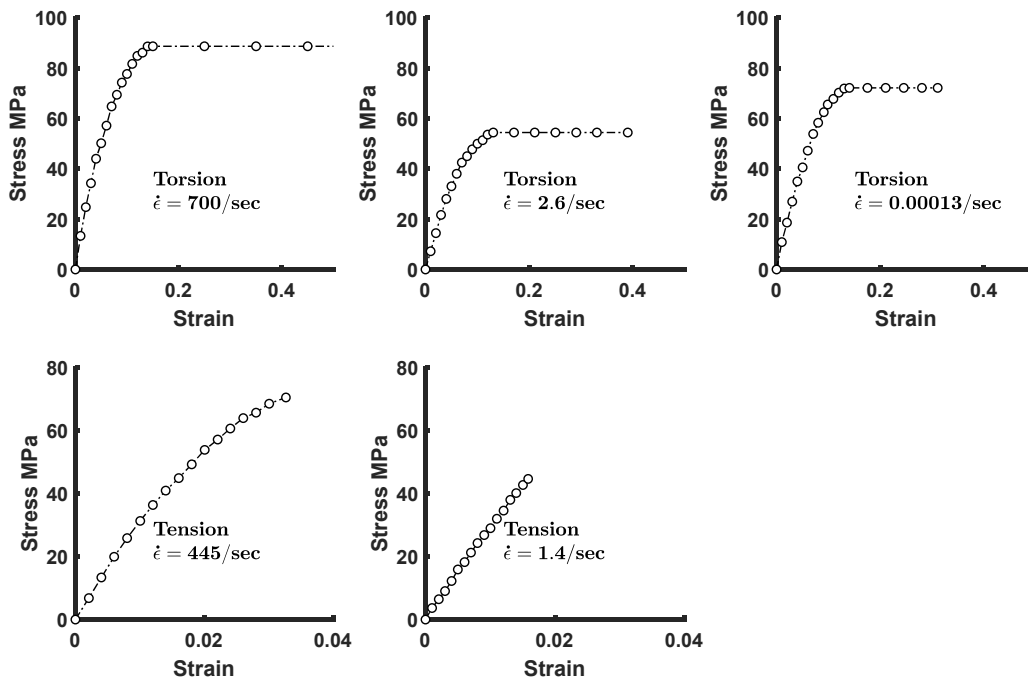 100
80
60
40
20
0
Stress MPa
Torsion
ε̇ = 700/sec
0 0.2 0.4
Strain
100
80
60
40
20
0
Stress MPa
Torsion
ε̇ = 2.6/sec
0 0.2 0.4
Strain
100
80
60
40
20
0
Stress MPa
Torsion
ε̇ = 0.00013/sec
0 0.2 0.4
Strain
80
60
40
20
0
Stress MPa
Tension
ε̇ = 445/sec
0 0.02 0.04
Strain
80
60
40
20
0
Stress MPa
Tension
ε̇ = 1.4/sec
0 0.02 0.04
Strain